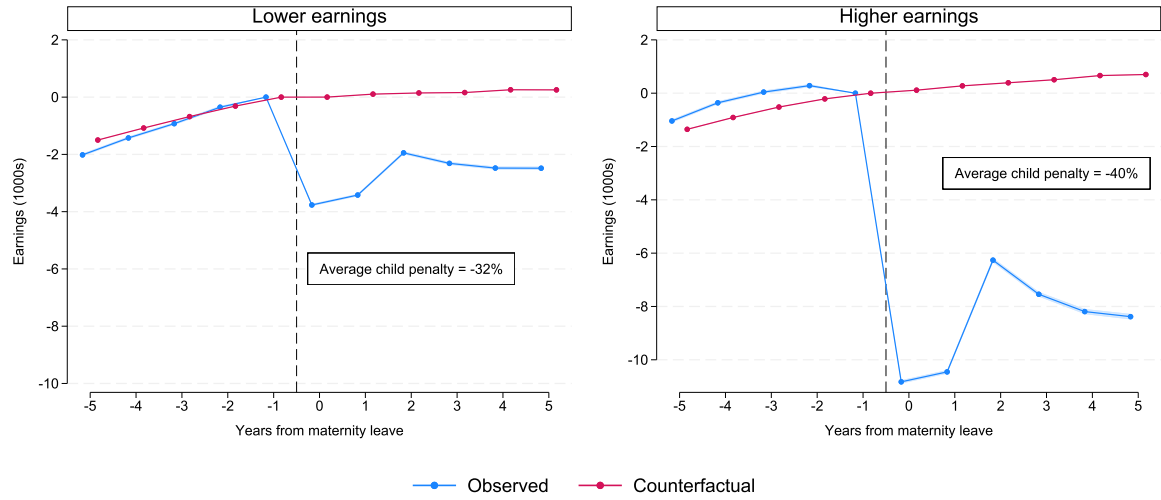 Lower earnings
2
0
-2
-4
-6
-8
-10
Earnings (1000s)
Average child penalty = -32%
-5 -4 -3 -2 -1 0 1 2 3 4 5
Years from maternity leave
Higher earnings
2
0
-2
-4
-6
-8
-10
Earnings (1000s)
Average child penalty = -40%
-5 -4 -3 -2 -1 0 1 2 3 4 5
Years from maternity leave
Observed Counterfactual